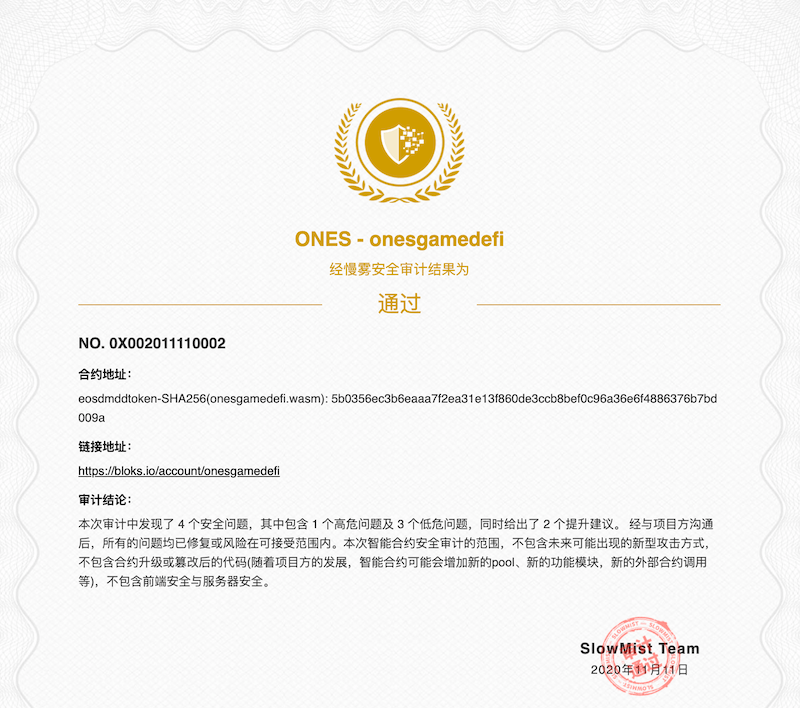 ONES - onesgamedefi
经慢雾安全审计结果为
通过
NO. 0X002011110002
合约地址：
eosdmddtoken-SHA256(onesgamedefi.wasm): 5b0356ec3b6eaaa7f2ea31e13f860de3ccb8bef0c96a36e6f4886376b7bd
009a
链接地址：
https://bloks.io/account/onesgamedefi
审计结论：
本次审计中发现了 4 个安全问题，其中包含 1 个高危问题及 3 个低危问题，同时给出了 2 个提升建议。 经与项目方沟通
后，所有的问题均已修复或风险在可接受范围内。本次智能合约安全审计的范围，不包含未来可能出现的新型攻击方式，
不包含合约升级或篡改后的代码(随着项目方的发展，智能合约可能会增加新的pool、新的功能模块，新的外部合约调用
等)，不包含前端安全与服务器安全。
SlowMist Team
2020年11月11日
审计
通过